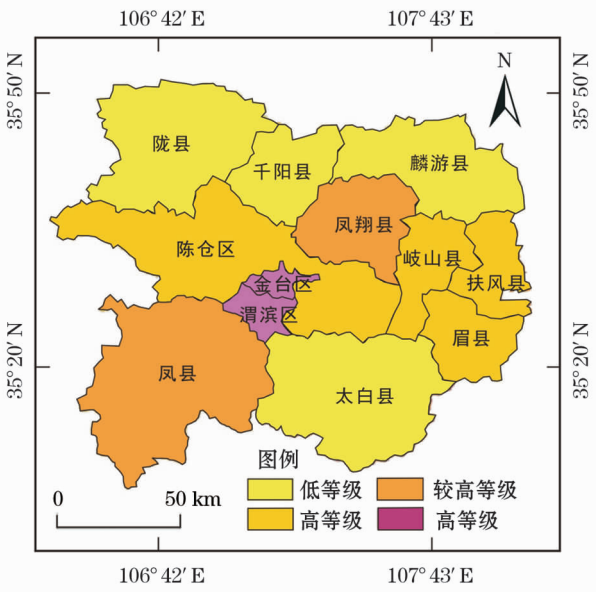 106°42′E 107°43′E
35°50′N
35°50′N
N
陇县
千阳县
麟游县
凤翔县
陈仓区
岐山县
扶风县
金台区
渭滨区
眉县
35°20′N
35°20′N
凤县
太白县
图例
低等级 较高等级
高等级 高等级
0 50 km
106°42′E 107°43′E